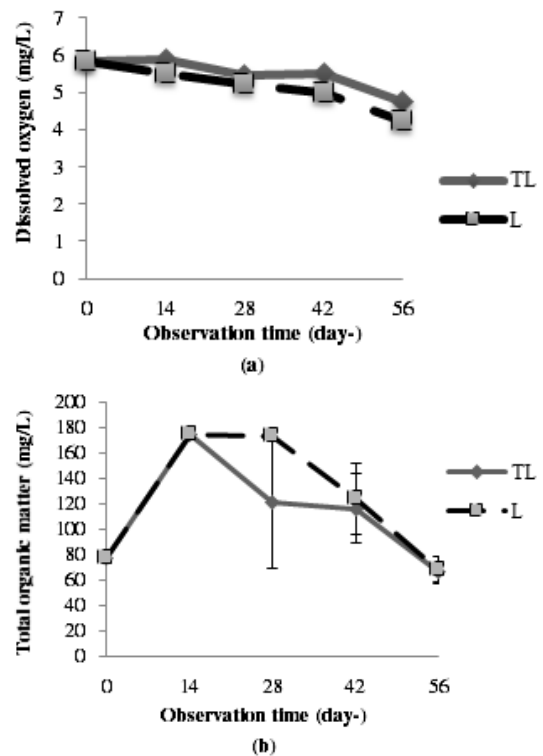 Dissolved oxygen (mg/L)
7
6
5
4
3
2
1
0
0 14 28 42 56
Observation time (day-)
TL
L
(a)
Total organic matter (mg/L)
200
180
160
140
120
100
80
60
40
20
0
0 14 28 42 56
Observation time (day-)
TL
L
(b)